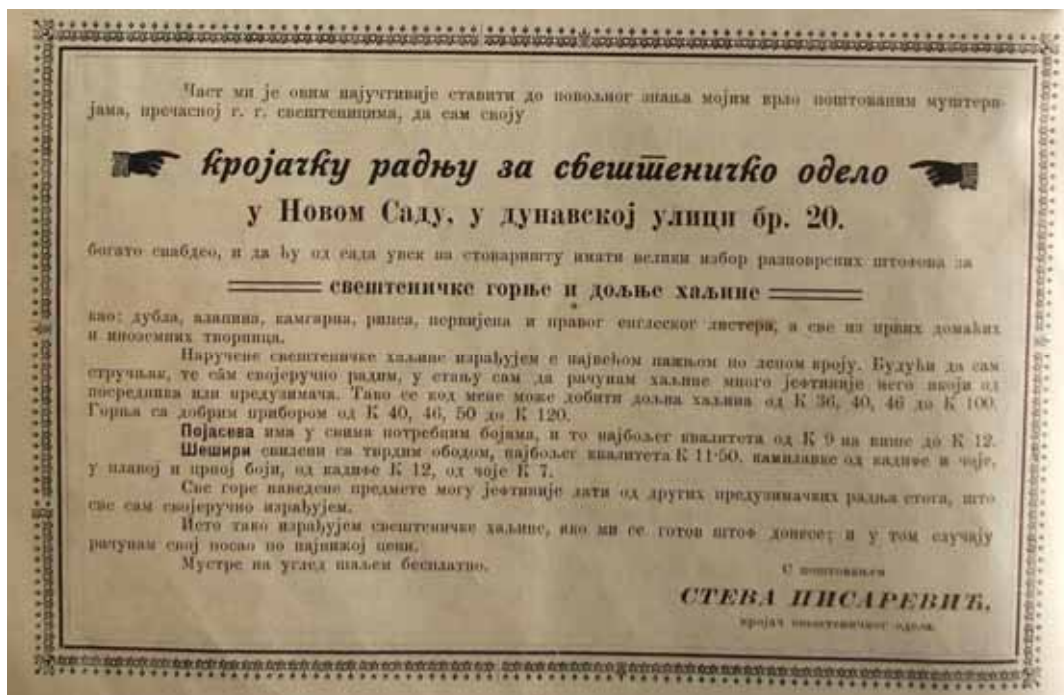 Част ми је овим најучтивије ставити до повољног знања мојим врло поштованим муштери-
јама, пречасној г. г. свештеницима, да сам своју
кројачку радњу за свештеничко одело
у Новом Саду, у дунавској улици бр. 20.
богато снабдео, и да ћу од сада увек на стоваришту имати велики избор разноврсних штофова за
свештеничке горње и доље хаљине
као: дубла, алапина, камгарна, рипса, первијена и правог енглеског листера, а све из првих домаћих
и иноземних творница.
Наручене свештеничке хаљине израђујем с највећом пажњом по лепом кроју. Будући да сам
стручњак, те сâм својеручно радим, у стању сам да рачунам хаљине много јефтиније него икоји од
посредника или предузимача. Тако се код мене може добити доља хаљина од К 36, 40, 46 до К 100.
Горња са добрим прибором од К 40, 46, 50 до К 120.
Појасева има у свима потребним бојама, и то најбољег квалитета од К 9 на више до К 12.
Шешири свилени са тврдим ободом, најбољег квалитета К 11·50. камилавке од кадифе и чоје,
у плавој и црној боји, од кадифе К 12, од чоје К 7.
Све горе наведене предмете могу јефтиније дати од других предузимачких радња стога, што
све сам својеручно израђујем.
Исто тако израђујем свештеничке хаљине, ако ми се готов штоф донесе; и у том случају
рачунам свој посао по најнижој цени.
Мустре на углед шаљем бесплатно.
С поштовањем
СТЕВА ПИСАРЕВИЋ,
кројач свештеничког одела.